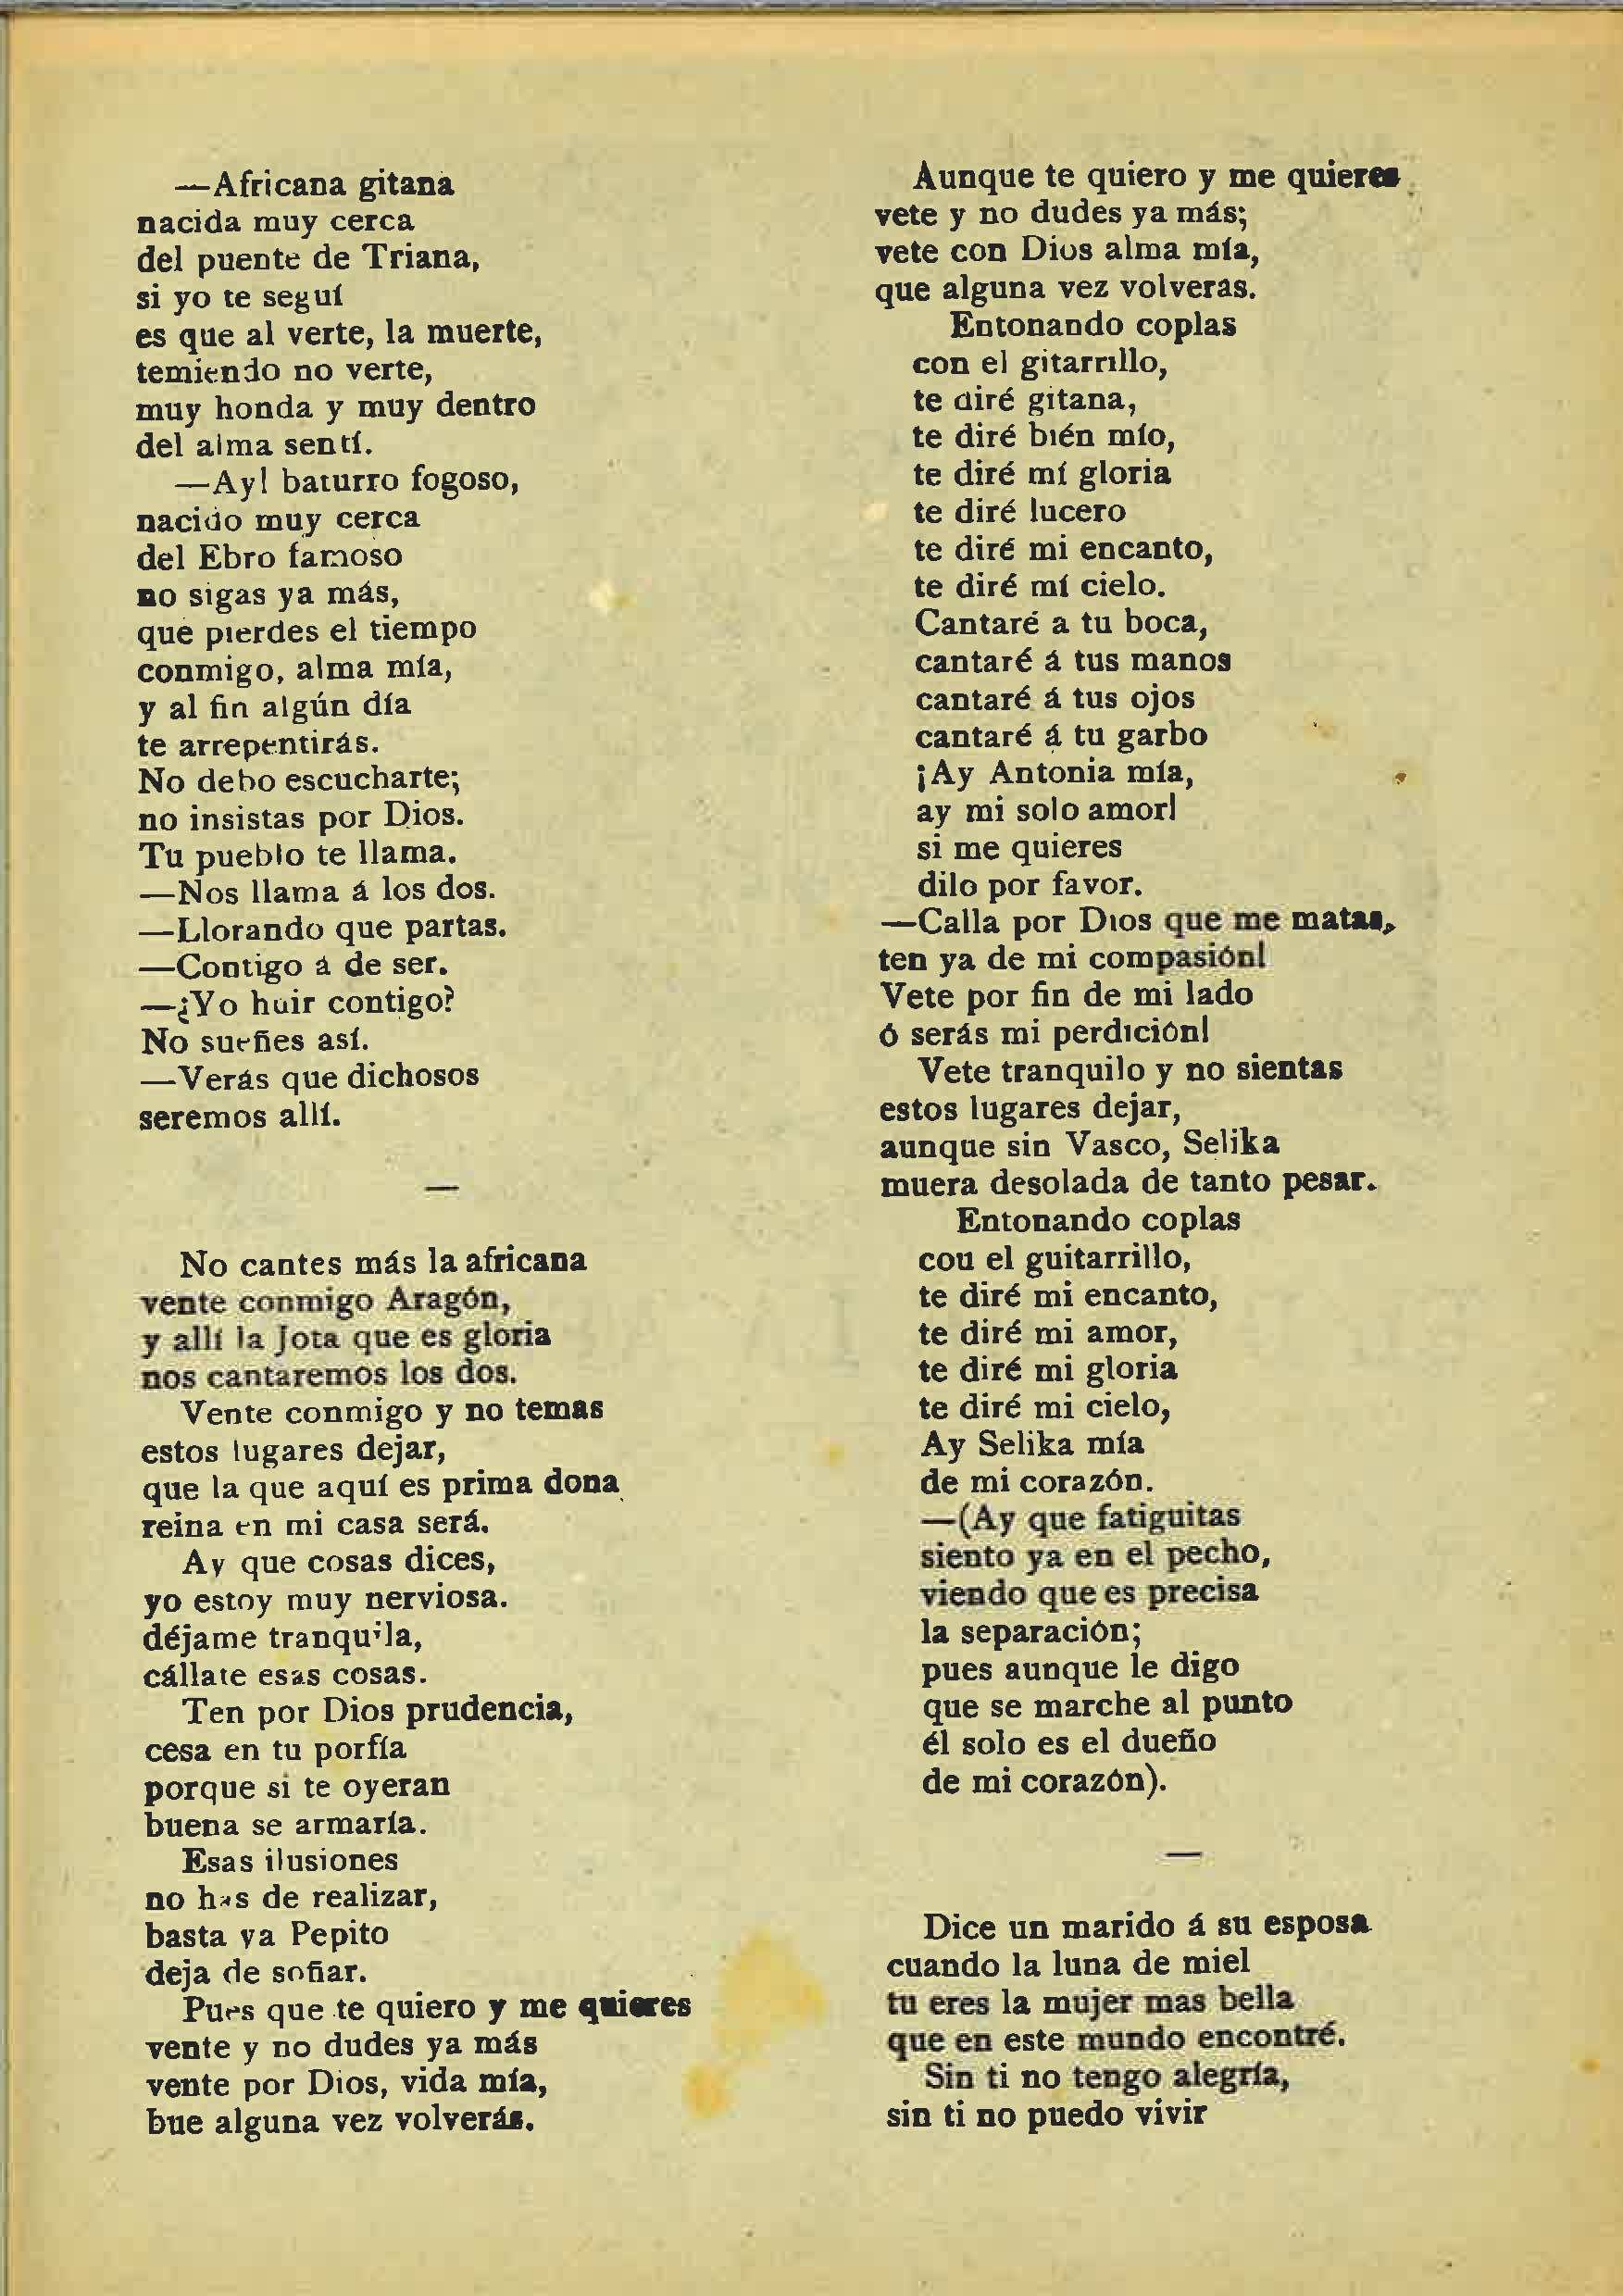 —Africana gitana
nacida muy cerca
del puente de Triana,
si yo te seguí
es que al verte, la muerte,
temiendo no verte,
muy honda y muy dentro
del alma sentí.
—Ay! baturro fogoso,
nacido muy cerca
del Ebro famoso
no sigas ya más,
que pierdes el tiempo
conmigo, alma mía,
y al fin algún día
te arrepentirás.
No debo escucharte;
no insistas por Dios.
Tu pueblo te llama.
—Nos llama á los dos.
—Llorando que partas.
—Contigo á de ser.
—¿Yo huir contigo?
No sueñes así.
—Verás que dichosos
seremos allí.
—
No cantes más la africana
vente conmigo Aragón,
y allí la Jota que es gloria
nos cantaremos los dos.
Vente conmigo y no temas
estos lugares dejar,
que la que aquí es prima dona
reina en mi casa será.
Ay que cosas dices,
yo estoy muy nerviosa.
déjame tranquila,
cállate esas cosas.
Ten por Dios prudencia,
cesa en tu porfía
porque si te oyeran
buena se armaría.
Esas ilusiones
no has de realizar,
basta ya Pepito
deja de soñar.
Pues que te quiero y me quieres
vente y no dudes ya más
vente por Dios, vida mía,
bue alguna vez volverás.
Aunque te quiero y me quieres
vete y no dudes ya más;
vete con Dios alma mía,
que alguna vez volveras.
Entonando coplas
con el gitarrillo,
te diré gitana,
te diré bién mío,
te diré mí gloria
te diré lucero
te diré mi encanto,
te diré mí cielo.
Cantaré a tu boca,
cantaré á tus manos
cantaré á tus ojos
cantaré á tu garbo
¡Ay Antonia mía,
ay mi solo amor!
si me quieres
dilo por favor.
—Calla por Dios que me matas,
ten ya de mi compasión!
Vete por fin de mi lado
ó serás mi perdición!
Vete tranquilo y no sientas
estos lugares dejar,
aunque sin Vasco, Selika
muera desolada de tanto pesar.
Entonando coplas
cou el guitarrillo,
te diré mi encanto,
te diré mi amor,
te diré mi gloria
te diré mi cielo,
Ay Selika mía
de mi corazón.
—(Ay que fatiguitas
siento ya en el pecho,
viendo que es precisa
la separación;
pues aunque le digo
que se marche al punto
él solo es el dueño
de mi corazón).
—
Dice un marido á su esposa
cuando la luna de miel
tu eres la mujer mas bella
que en este mundo encontré.
Sin ti no tengo alegría,
sin ti no puedo vivir